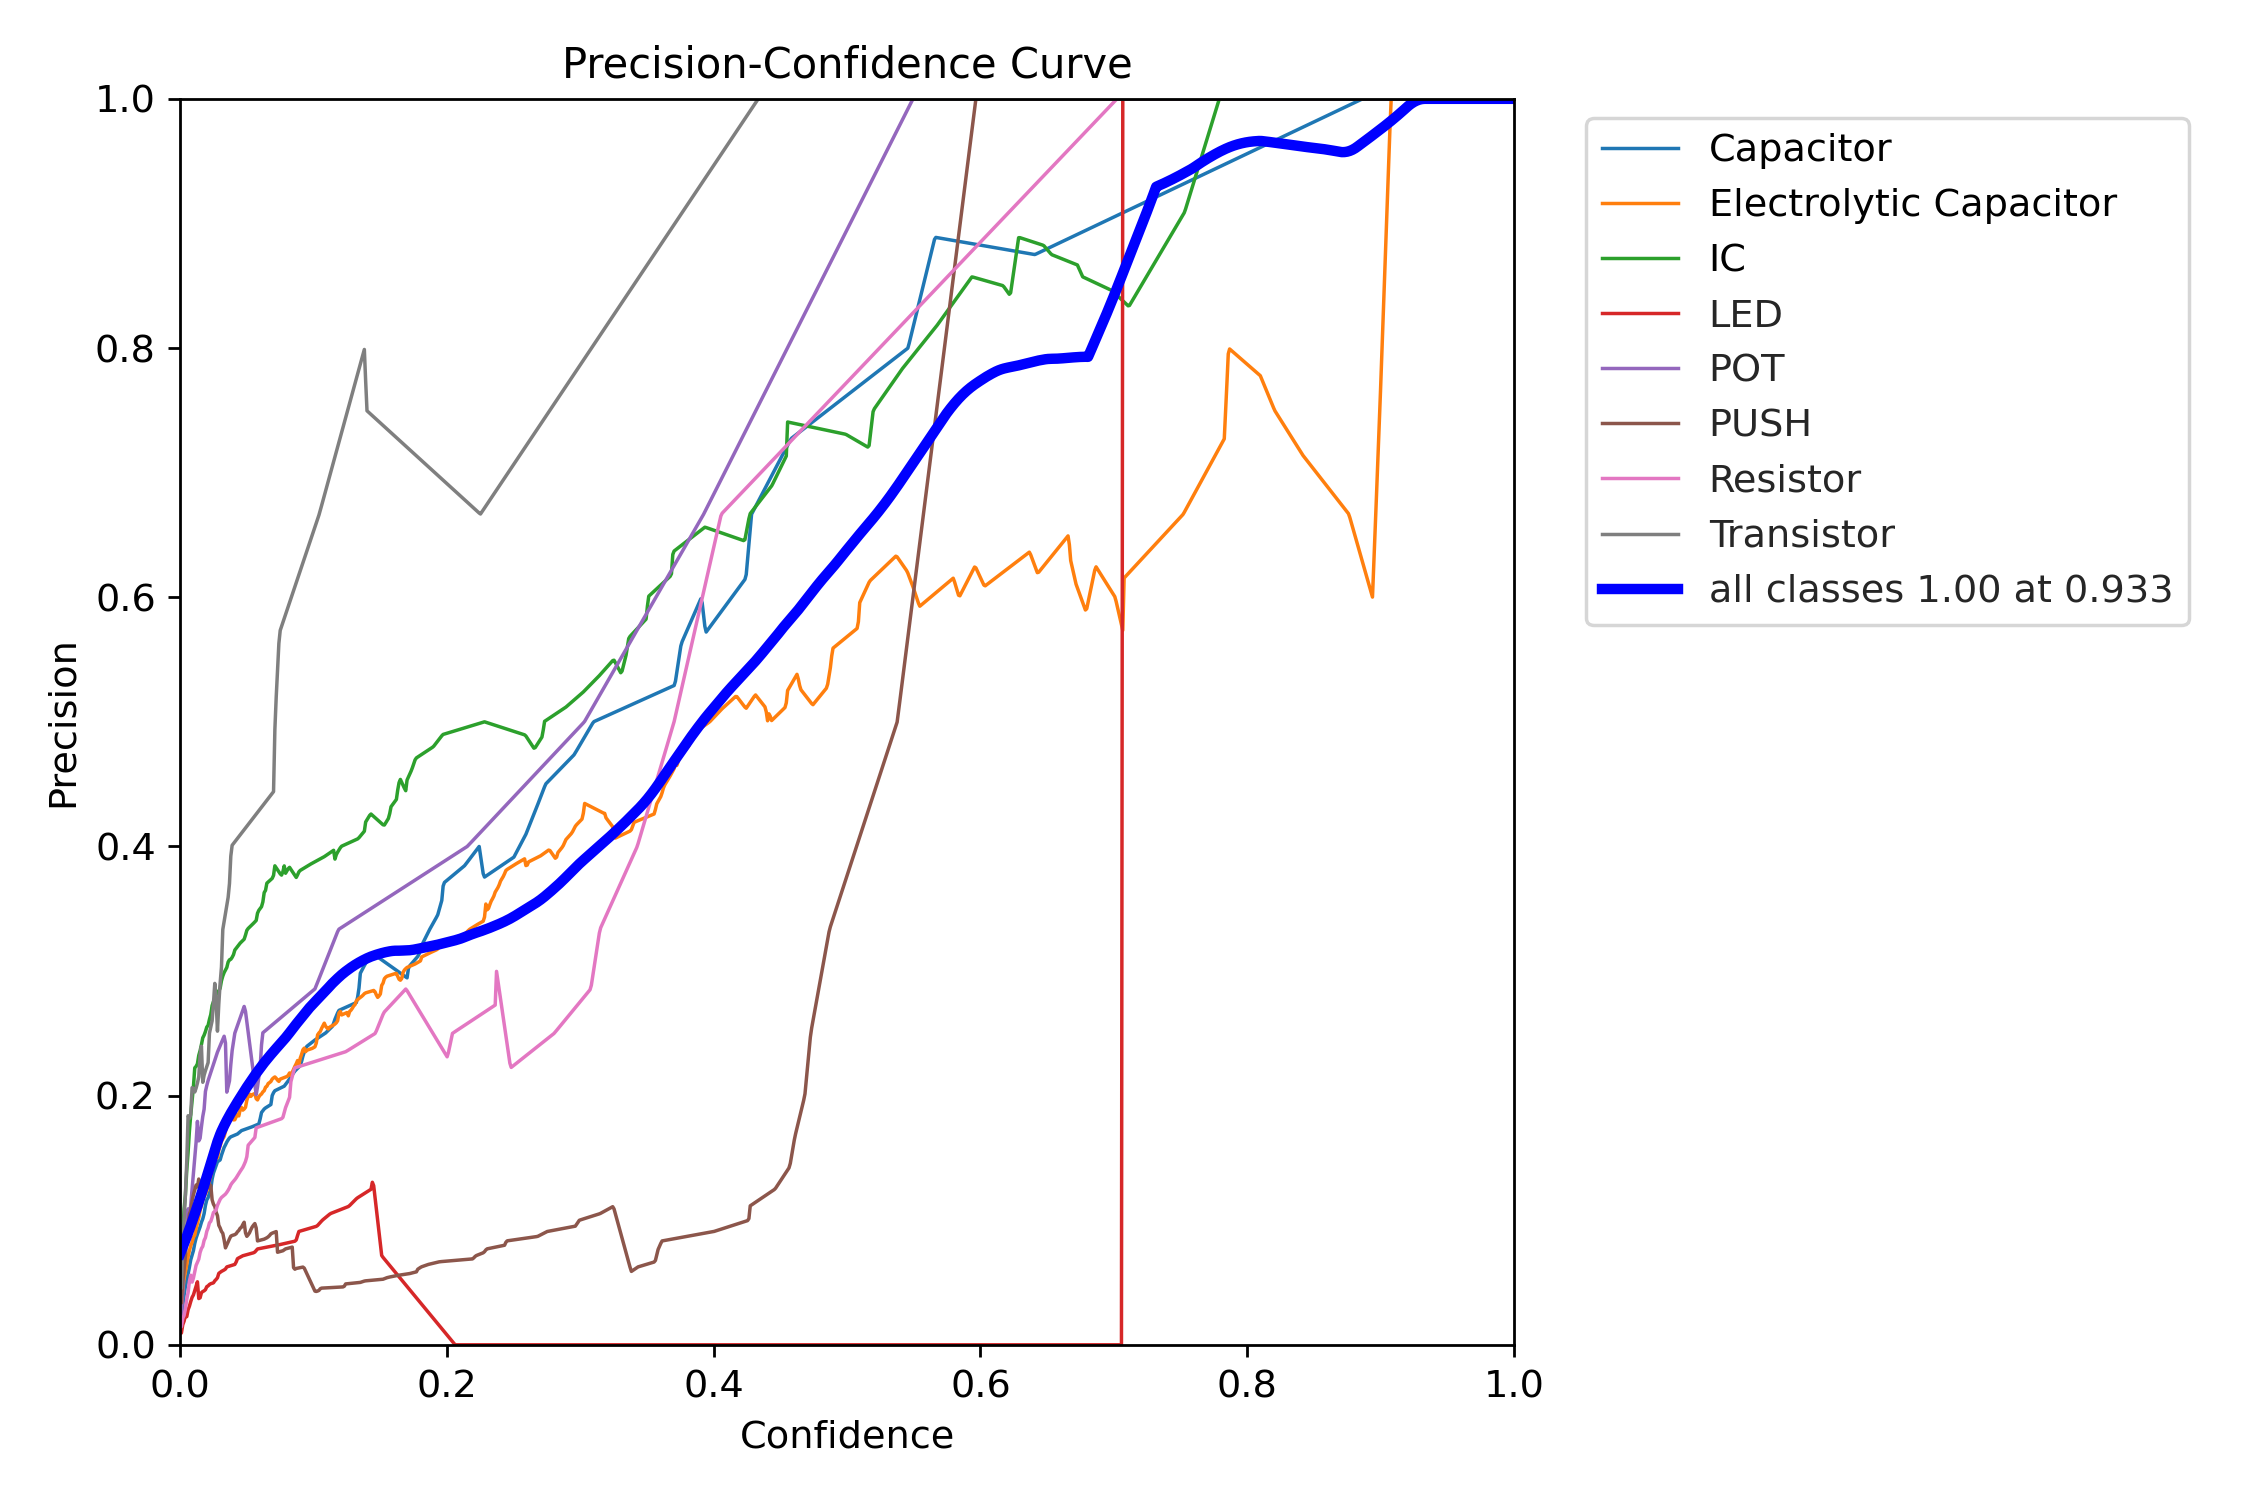 Precision-Confidence Curve
1.0
0.8
0.6
0.4
0.2
0.0
Precision
0.0 0.2 0.4 0.6 0.8 1.0
Confidence
Capacitor
Electrolytic Capacitor
IC
LED
POT
PUSH
Resistor
Transistor
all classes 1.00 at 0.933